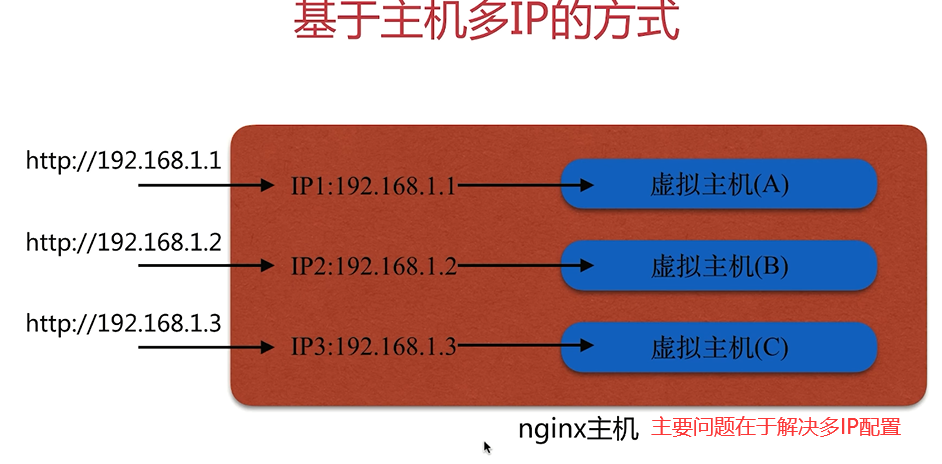 基于主机多IP的方式
http://192.168.1.1
IP1:192.168.1.1
虚拟主机(A)
http://192.168.1.2
IP2:192.168.1.2
虚拟主机(B)
http://192.168.1.3
IP3:192.168.1.3
虚拟主机(C)
nginx主机
主要问题在于解决多IP配置